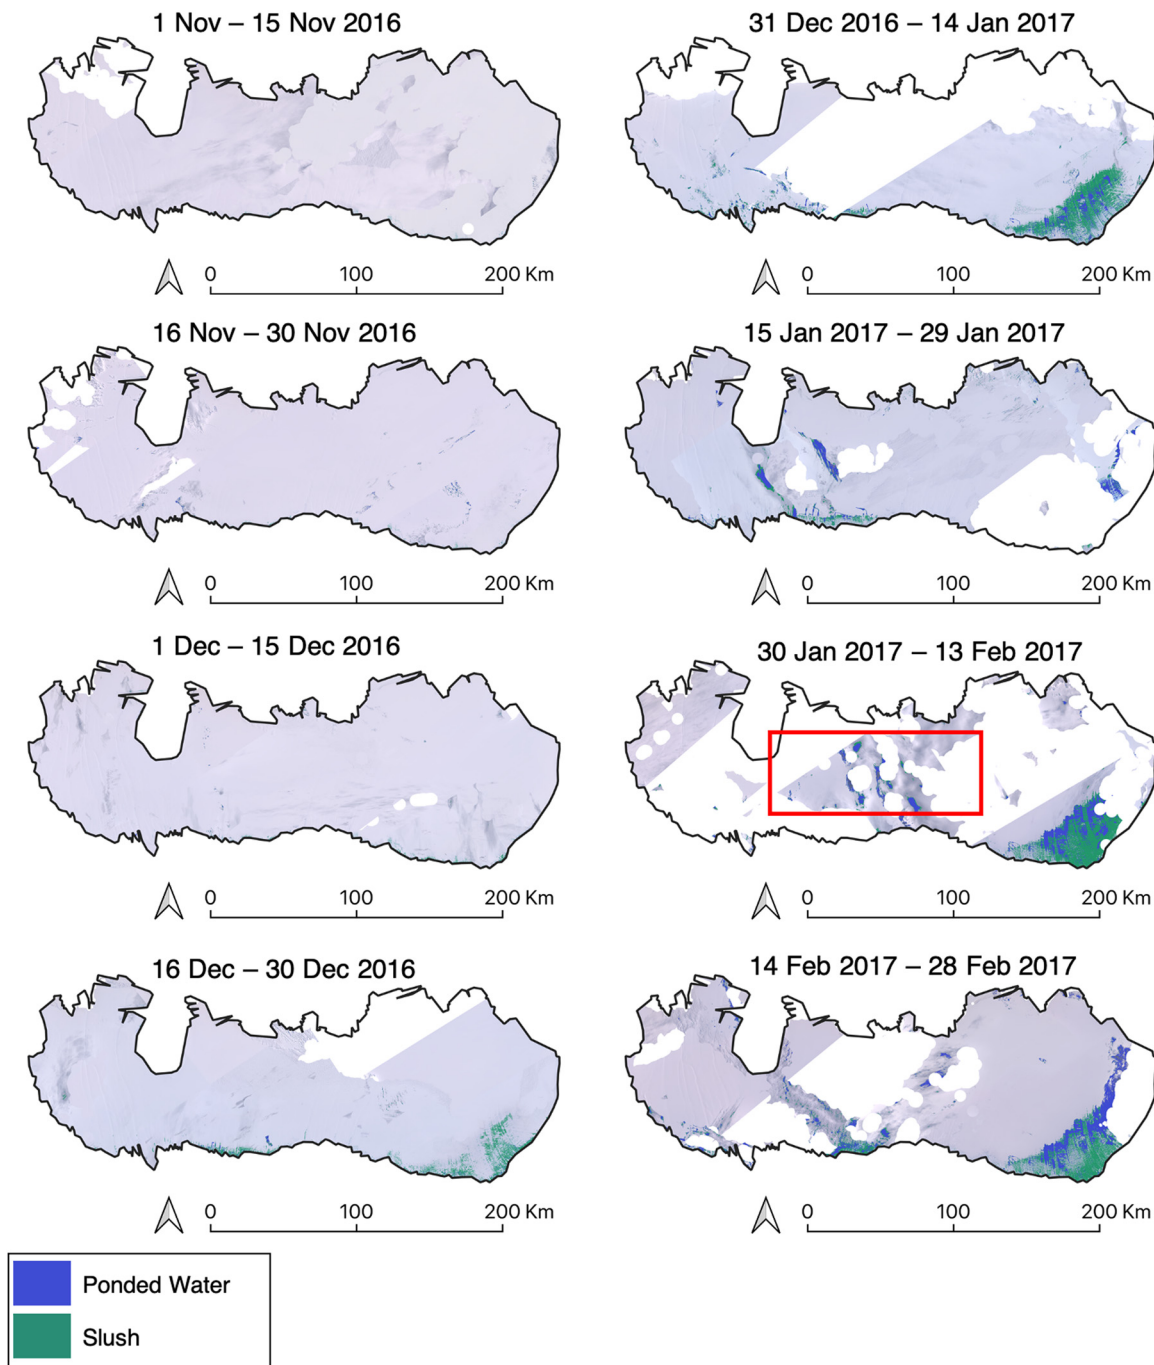 1 Nov – 15 Nov 2016
0 100 200 Km
16 Nov – 30 Nov 2016
0 100 200 Km
1 Dec – 15 Dec 2016
0 100 200 Km
16 Dec – 30 Dec 2016
0 100 200 Km
31 Dec 2016 – 14 Jan 2017
0 100 200 Km
15 Jan 2017 – 29 Jan 2017
0 100 200 Km
30 Jan 2017 – 13 Feb 2017
0 100 200 Km
14 Feb 2017 – 28 Feb 2017
0 100 200 Km
Ponded Water
Slush